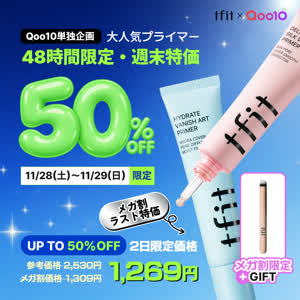 tfit × Qoo10
Qoo10単独企画 大人気プライマー
48時間限定・週末特価
50%
OFF
11/28(土)～11/29(日) 限定
HYDRATE
VANISH ART
PRIMER
tfit
tfit
メガ割
ラスト特価
UP TO 50%OFF 2日限定価格
参考価格 2,530円
メガ割価格 1,309円
1,269円
メガ割限定
+GIFT